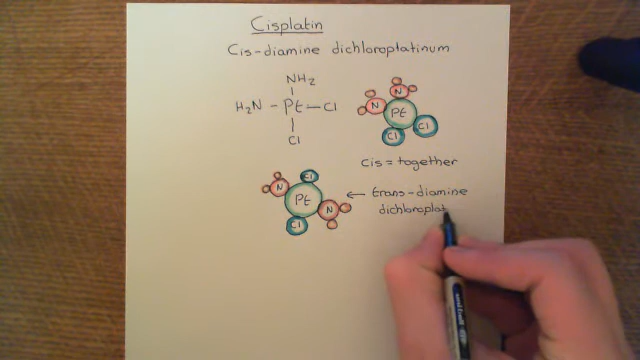 Cisplatin
Cis-diamine dichloroplatinum
NH2
H2N - Pt - Cl
Cl
N N
Pt
Cl Cl
cis = together
N Cl
Pt
Cl N
← trans-diamine
dichloroplat